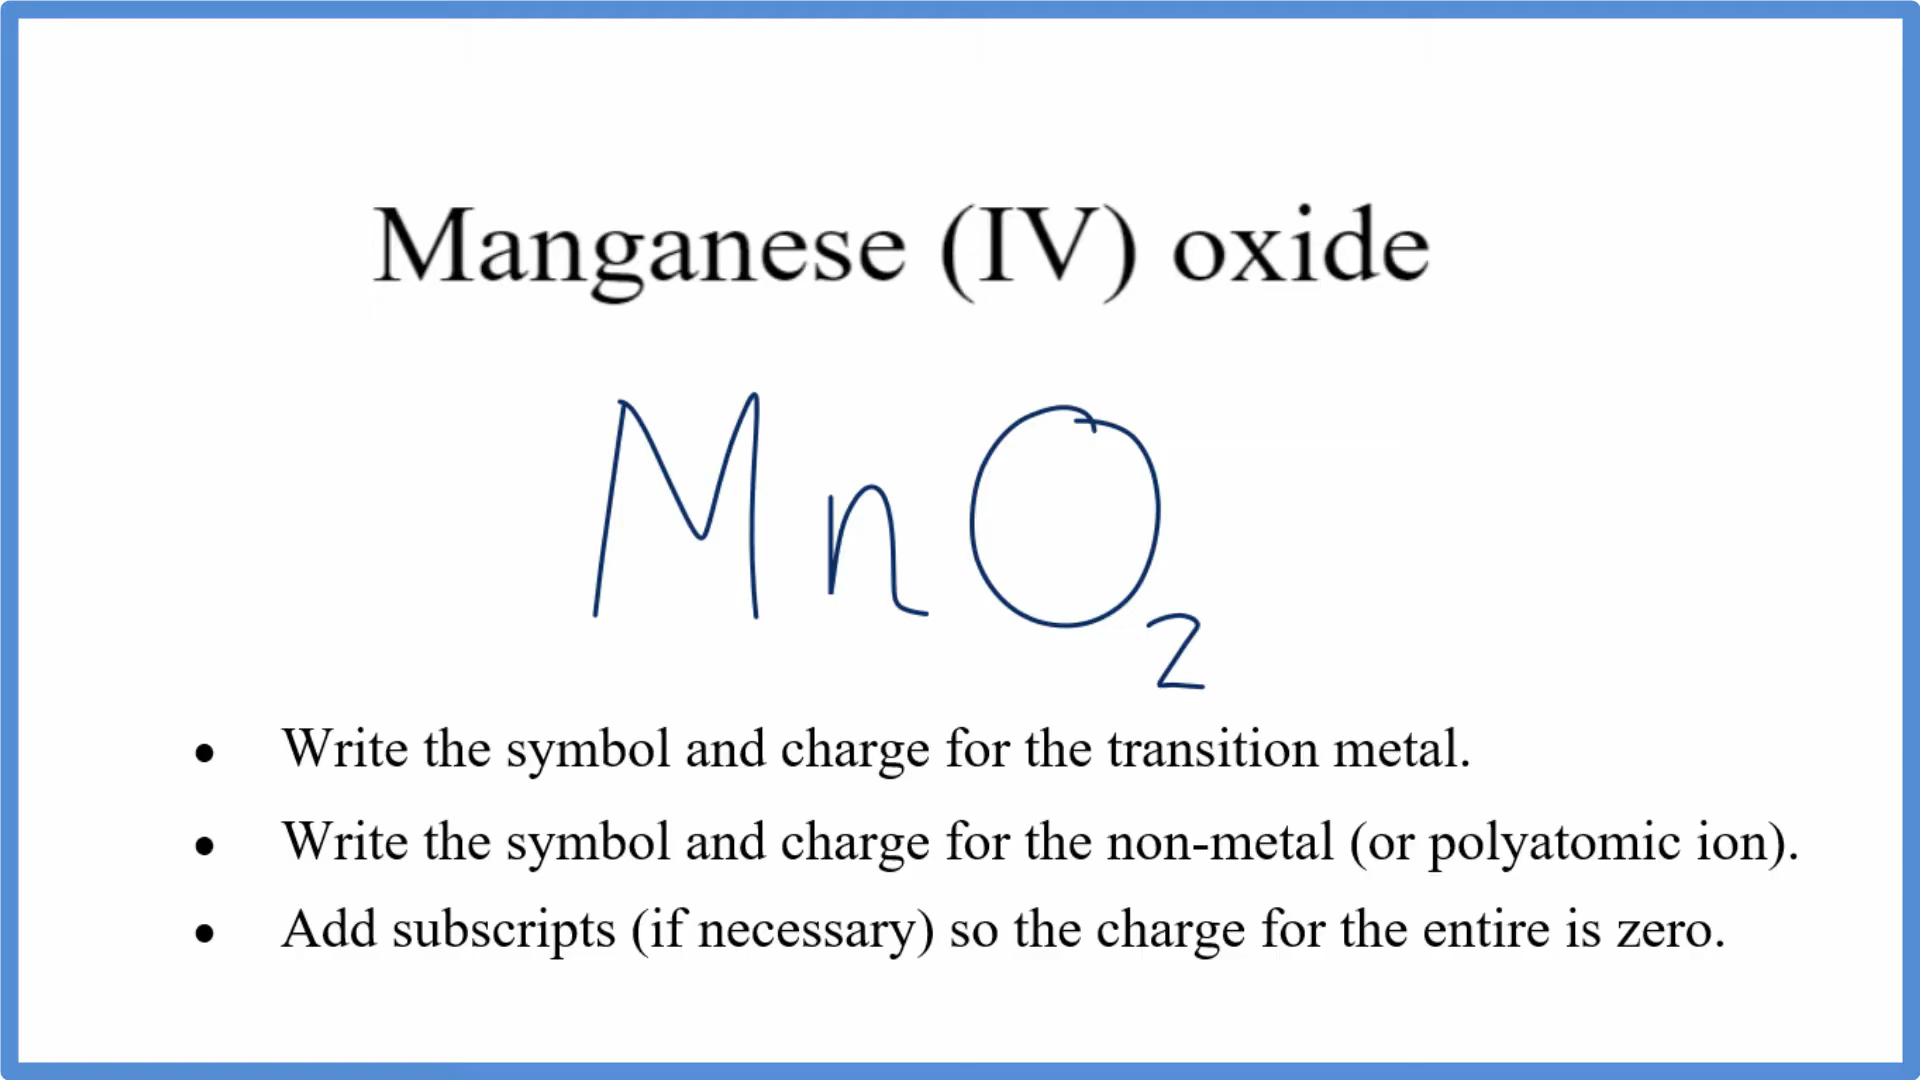 Manganese (IV) oxide
MnO₂
• Write the symbol and charge for the transition metal.
• Write the symbol and charge for the non-metal (or polyatomic ion).
• Add subscripts (if necessary) so the charge for the entire is zero.